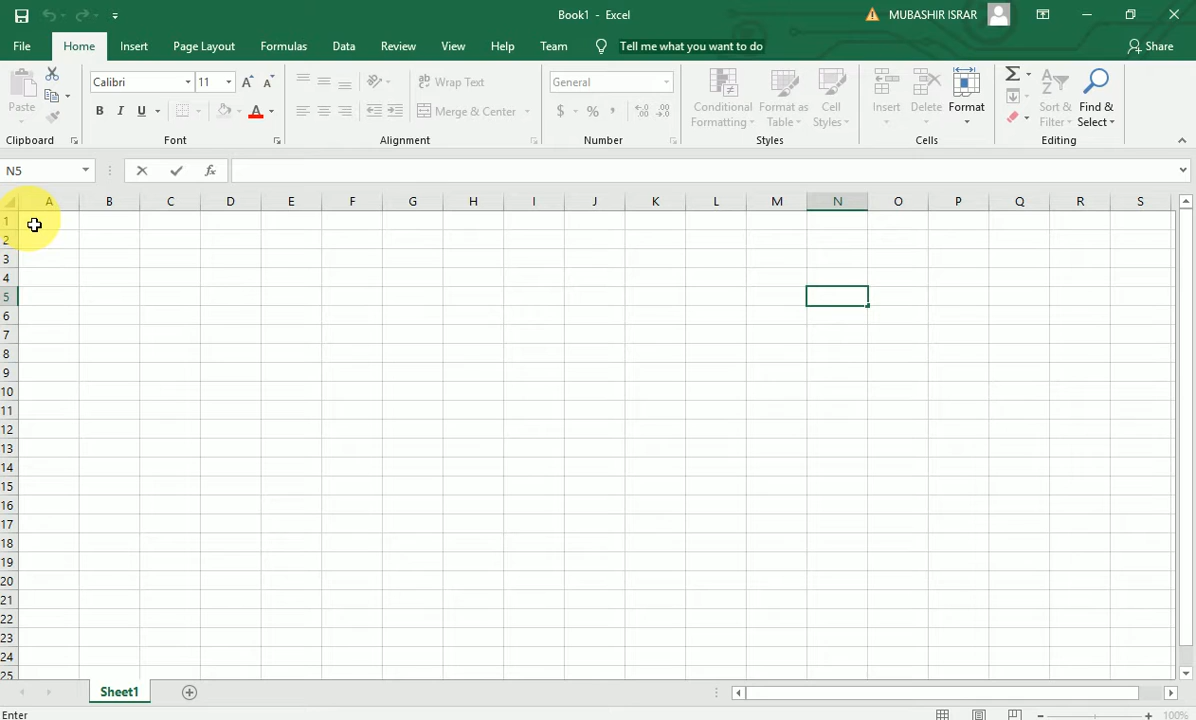 Book1 - Excel
MUBASHIR ISRAR
File Home Insert Page Layout Formulas Data Review View Help Team Tell me what you want to do Share
Paste
Calibri 11
B I U A
Wrap Text
Merge & Center
General
$ % ,
Conditional Formatting
Format as Table
Cell Styles
Insert Delete Format
Sort & Filter
Find & Select
Clipboard Font Alignment Number Styles Cells Editing
N5 fx
A B C D E F G H I J K L M N O P Q R S
1
2
3
4
5
6
7
8
9
10
11
12
13
14
15
16
17
18
19
20
21
22
23
24
25
Sheet1
Enter 100%